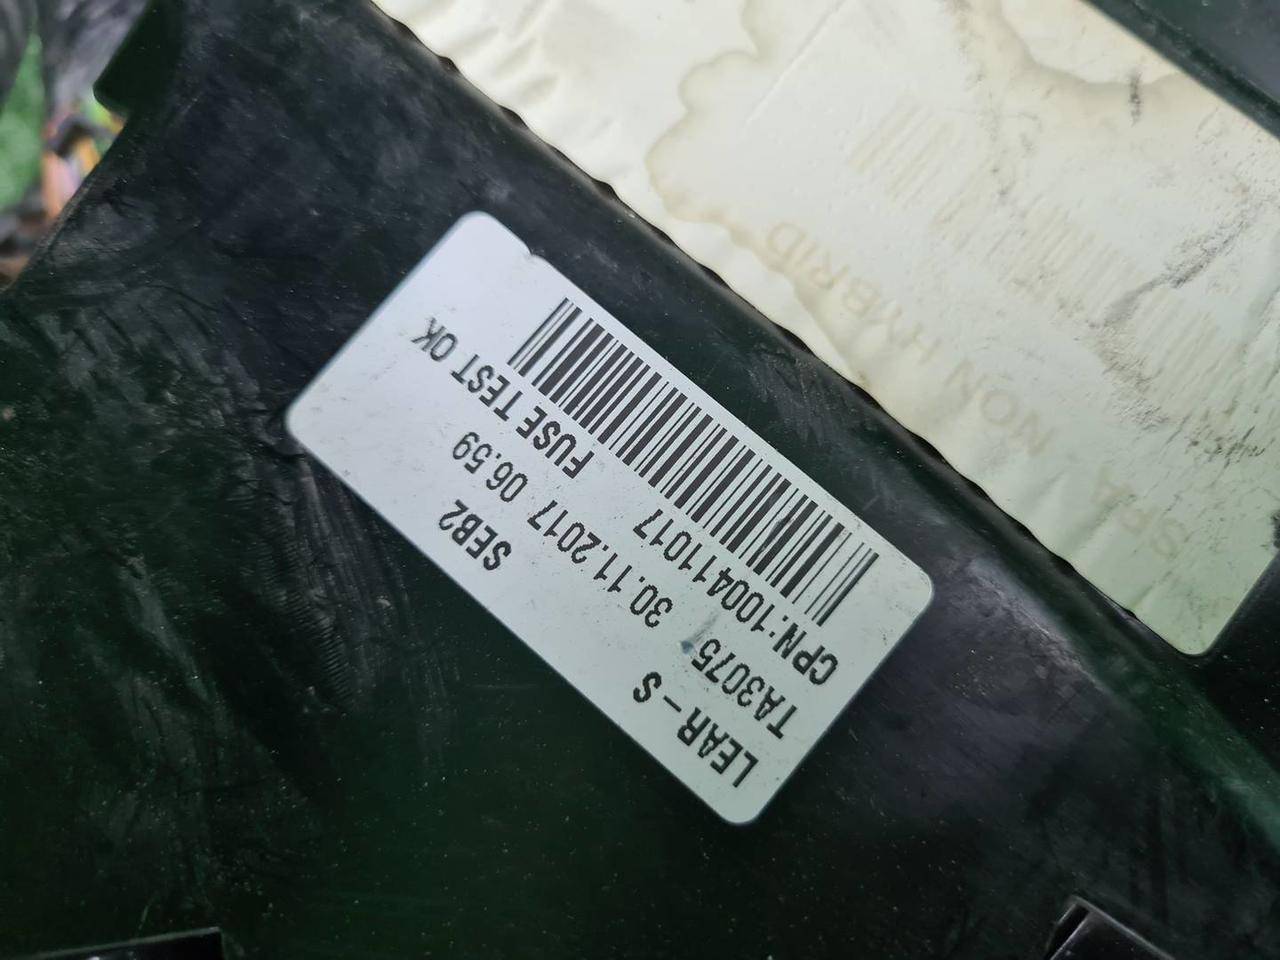 LEAR - S SEB2
TA3075 30.11.2017 06.59
CPN:100411017 FUSE TEST OK
SPA NON HYBRID